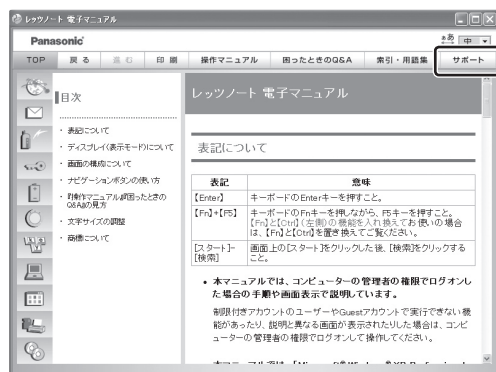 レッツノート 電子マニュアル
Panasonic
ああ 中
TOP 戻る 進む 印刷 操作マニュアル 困ったときのQ&A 索引・用語集 サポート
目次
・表記について
・ディスプレイ(表示モード)について
・画面の構成について
・ナビゲーションボタンの使い方
・『操作マニュアル』『困ったときの
Q&A』の見方
・文字サイズの調整
・商標について
レッツノート 電子マニュアル
表記について
表記 意味
【Enter】 キーボードのEnterキーを押すこと。
【Fn】+【F5】 キーボードのFnキーを押しながら、F5キーを押すこと。
【Fn】と【Ctrl】(左側)の機能を入れ換えてお使いの場合
は、【Fn】と【Ctrl】を置き換えてご覧ください。
[スタート]- 画面上の[スタート]をクリックした後、[検索]をクリックする
[検索] こと。
• 本マニュアルでは、コンピューターの管理者の権限でログオンし
た場合の手順や画面表示で説明しています。
制限付きアカウントのユーザーやGuestアカウントで実行できない機
能があったり、説明と異なる画面が表示されたりした場合は、コンピ
ューターの管理者の権限でログオンして操作してください。